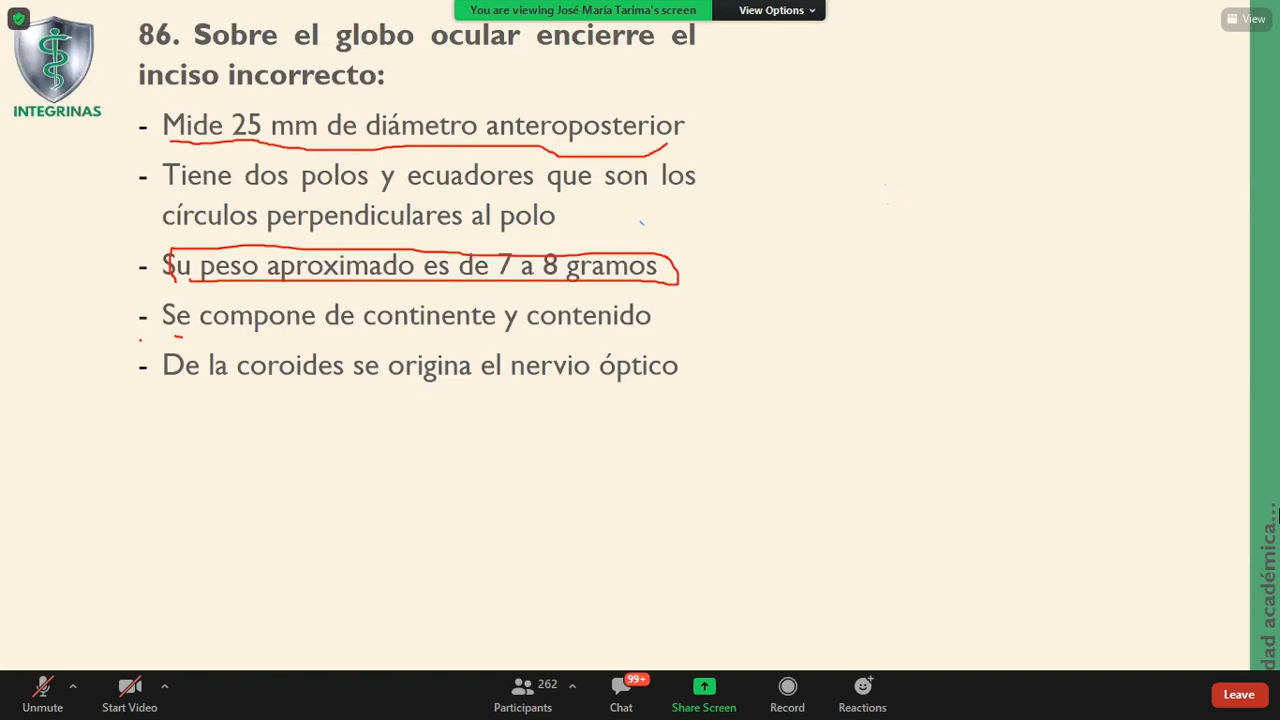 You are viewing José María Tarima's screen
View Options
View
INTEGRINAS
86. Sobre el globo ocular encierre el
inciso incorrecto:
- Mide 25 mm de diámetro anteroposterior
- Tiene dos polos y ecuadores que son los
círculos perpendiculares al polo
- Su peso aproximado es de 7 a 8 gramos
- Se compone de continente y contenido
- De la coroides se origina el nervio óptico
dad académica...
Unmute
Start Video
262
Participants
99+
Chat
Share Screen
Record
Reactions
Leave